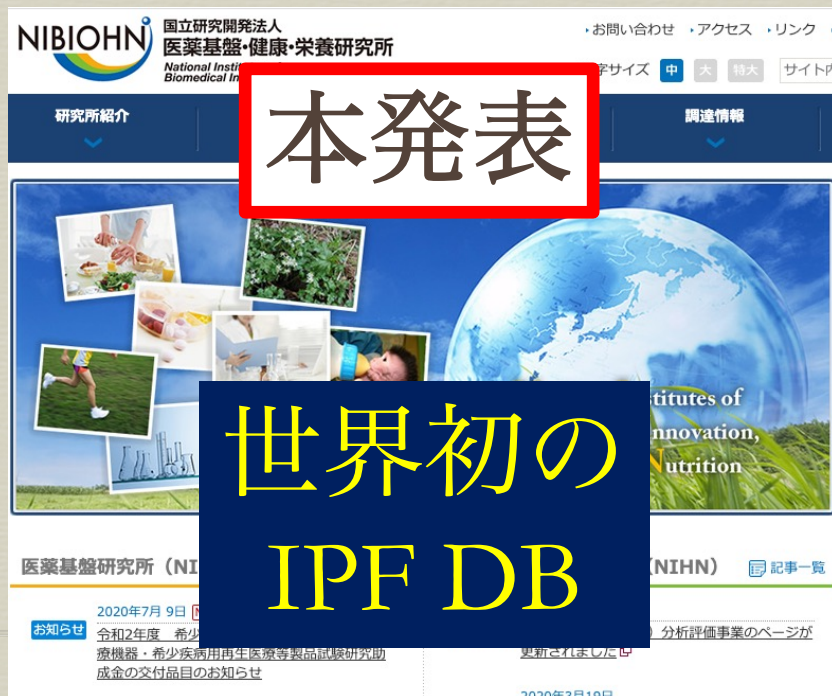 NIBIOHN
国立研究開発法人
医薬基盤・健康・栄養研究所
National
Biomedical
お問い合わせ アクセス リンク
字サイズ 中 大 特大 サイト内
研究所紹介
調達情報
本発表
titutes of
nnovation,
Nutrition
世界初の
IPF DB
医薬基盤研究所（NI
NIHN） 記事一覧
お知らせ
2020年7月 9日
令和2年度 希少
療機器・希少疾病用再生医療等製品試験研究助
成金の交付品目のお知らせ
）分析評価事業のページが
更新されました
2020年3月19日